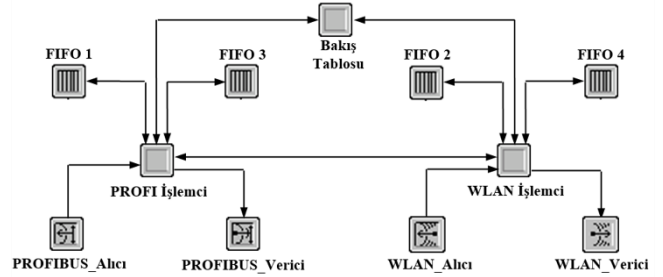 Bakış
Tablosu
FIFO 1
FIFO 3
FIFO 2
FIFO 4
PROFI İşlemci
WLAN İşlemci
PROFIBUS_Alıcı
PROFIBUS_Verici
WLAN_Alıcı
WLAN_Verici